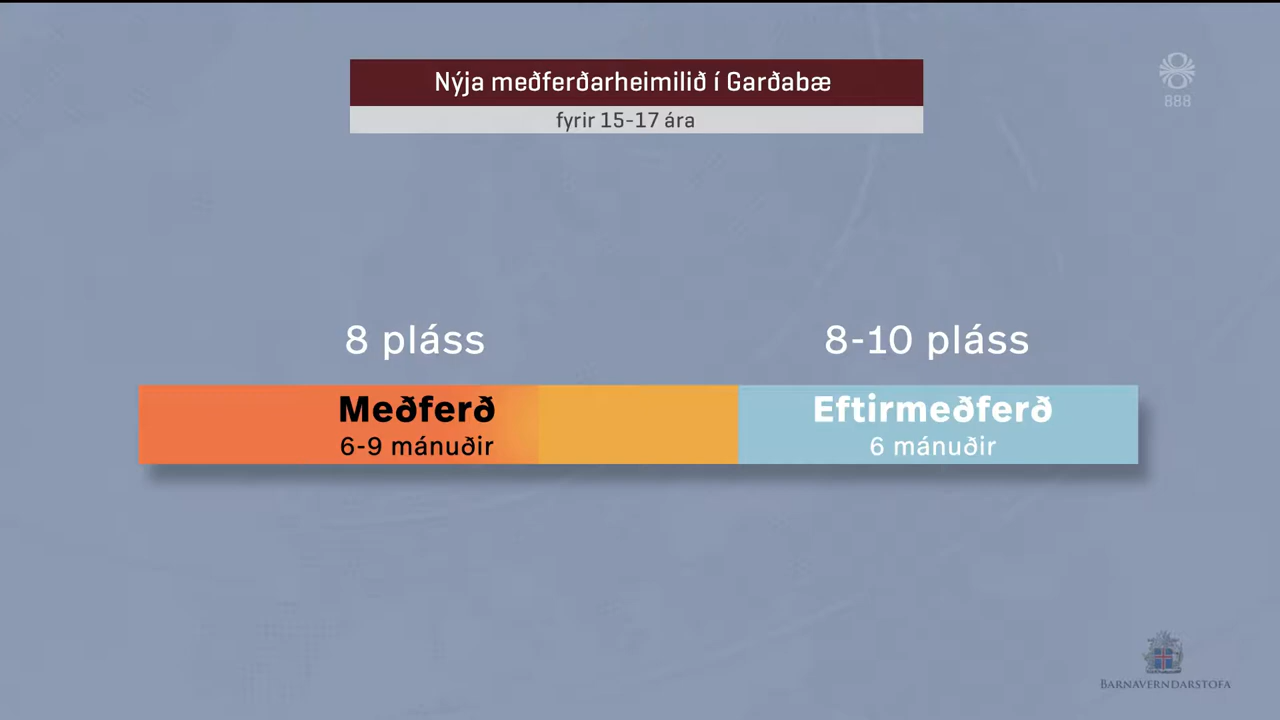 Nýja meðferðarheimilið í Garðabæ
fyrir 15-17 ára
888
8 pláss
8-10 pláss
Meðferð
6-9 mánuðir
Eftirmeðferð
6 mánuðir
BARNAVERNDARSTOFA